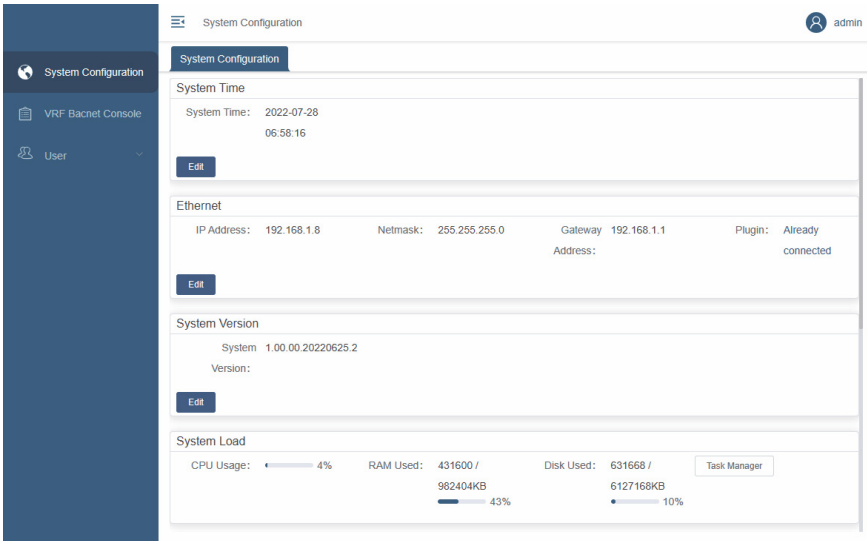 System Configuration
admin
System Configuration
System Configuration
VRF Bacnet Console
User
System Time
System Time: 2022-07-28
06:58:16
Edit
Ethernet
IP Address: 192.168.1.8 Netmask: 255.255.255.0 Gateway 192.168.1.1 Plugin: Already
Address: connected
Edit
System Version
System 1.00.00.20220625.2
Version:
Edit
System Load
CPU Usage: 4% RAM Used: 431600 / Disk Used: 631668 / Task Manager
982404KB 6127168KB
43% 10%